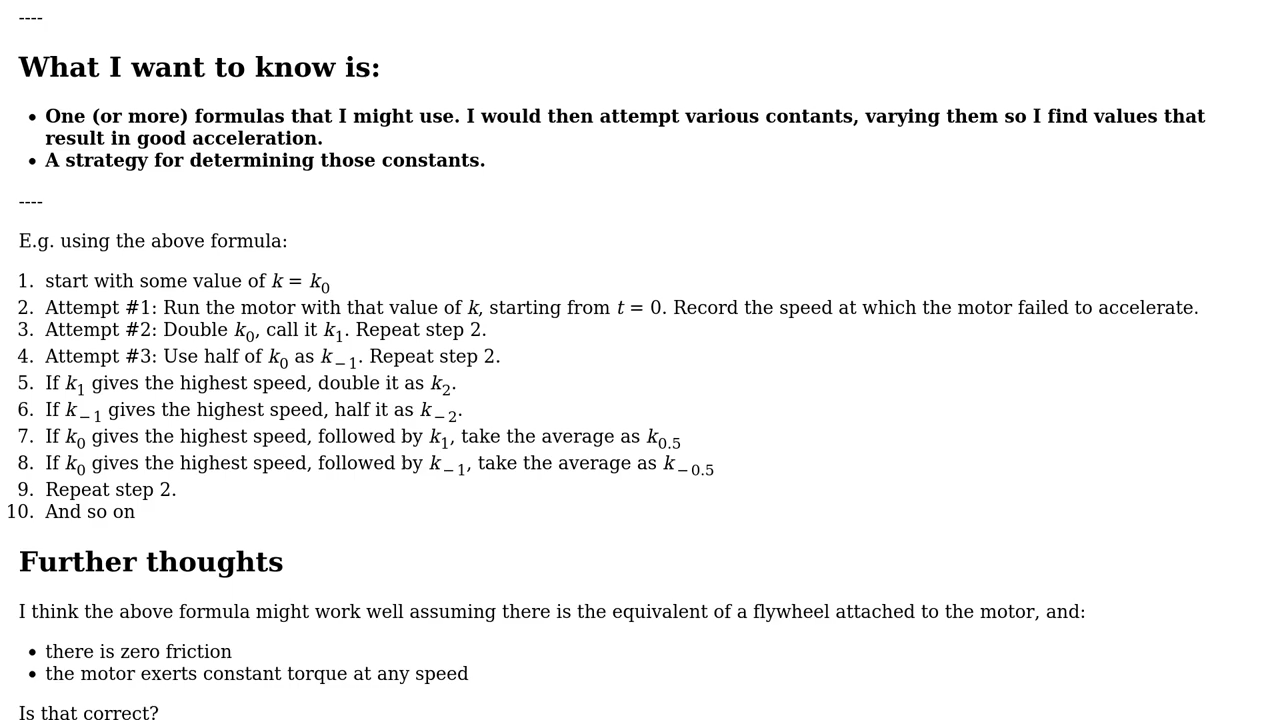 ----
What I want to know is:
• One (or more) formulas that I might use. I would then attempt various contants, varying them so I find values that
result in good acceleration.
• A strategy for determining those constants.
----
E.g. using the above formula:
1. start with some value of k = k₀
2. Attempt #1: Run the motor with that value of k, starting from t = 0. Record the speed at which the motor failed to accelerate.
3. Attempt #2: Double k₀, call it k₁. Repeat step 2.
4. Attempt #3: Use half of k₀ as k₋₁. Repeat step 2.
5. If k₁ gives the highest speed, double it as k₂.
6. If k₋₁ gives the highest speed, half it as k₋₂.
7. If k₀ gives the highest speed, followed by k₁, take the average as k₀.₅
8. If k₀ gives the highest speed, followed by k₋₁, take the average as k₋₀.₅
9. Repeat step 2.
10. And so on
Further thoughts
I think the above formula might work well assuming there is the equivalent of a flywheel attached to the motor, and:
• there is zero friction
• the motor exerts constant torque at any speed
Is that correct?